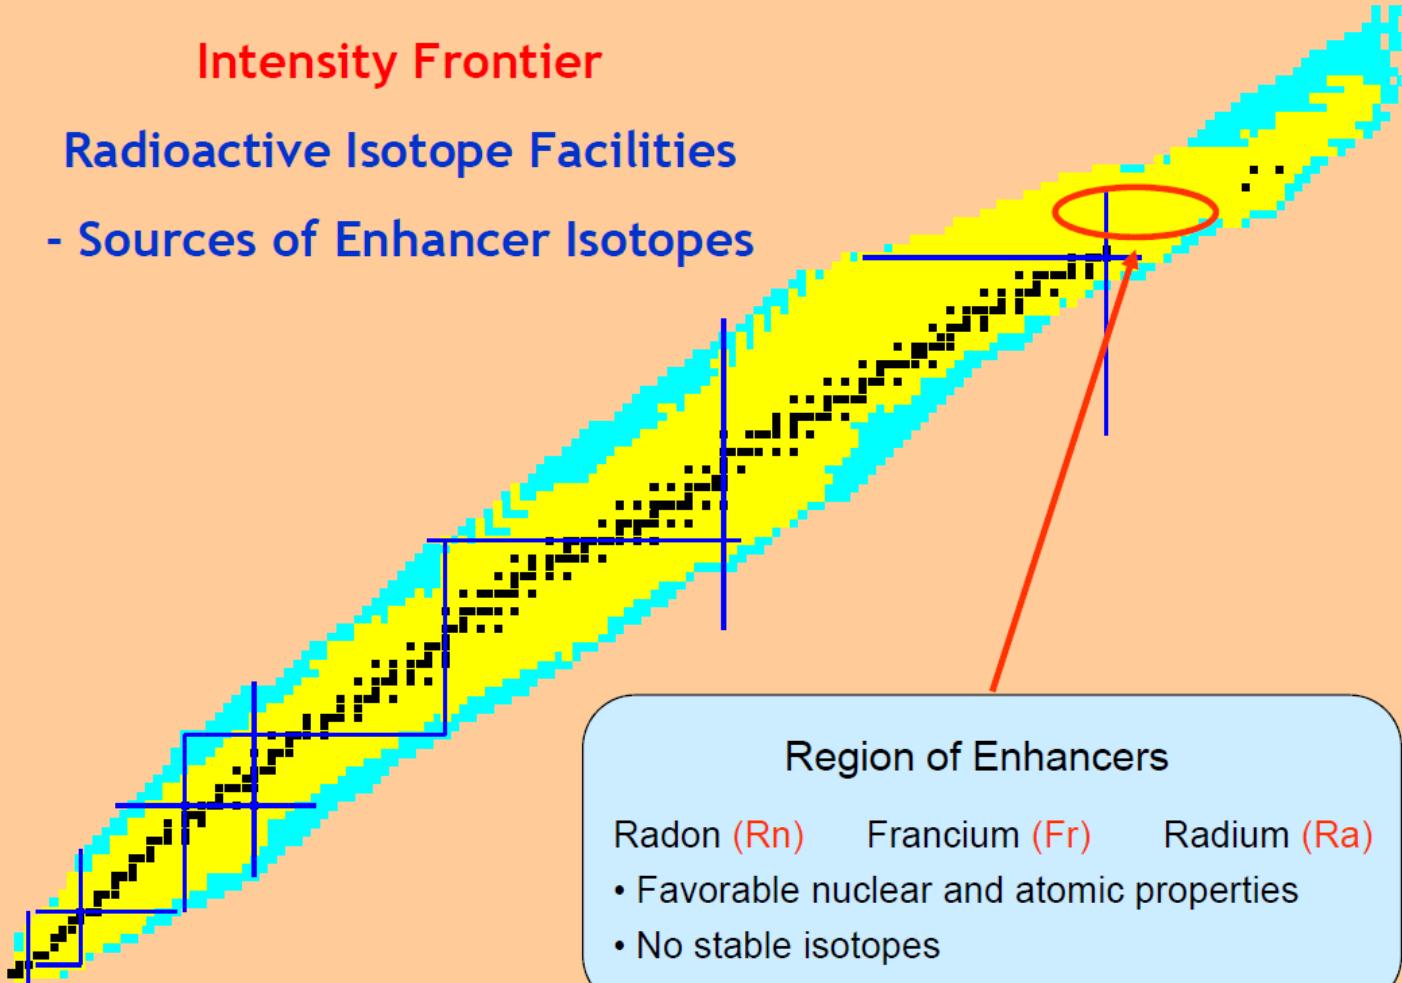 Intensity Frontier
Radioactive Isotope Facilities
- Sources of Enhancer Isotopes
Region of Enhancers
Radon (Rn) Francium (Fr) Radium (Ra)
• Favorable nuclear and atomic properties
• No stable isotopes